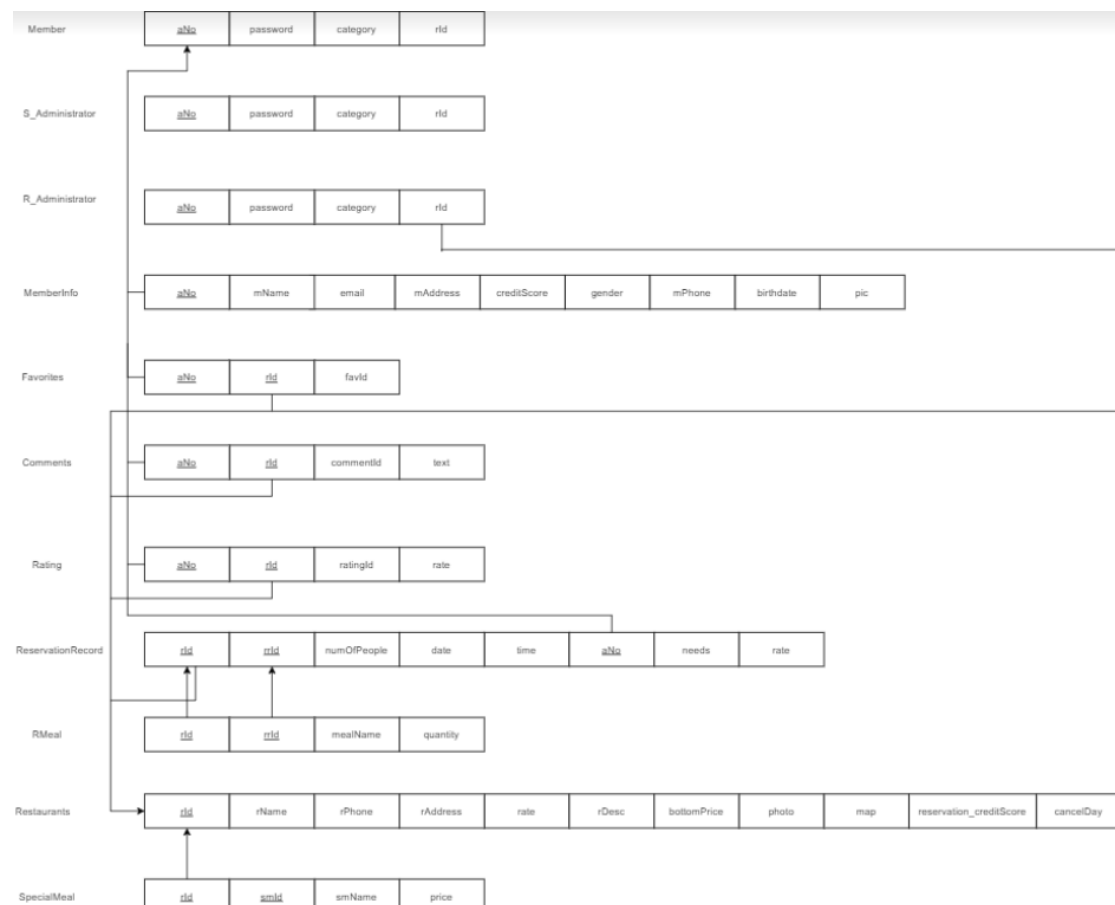 Member aNo password category rId
S_Administrator aNo password category rId
R_Administrator aNo password category rId
MemberInfo aNo mName email mAddress creditScore gender mPhone birthdate pic
Favorites aNo rId favId
Comments aNo rId commentId text
Rating aNo rId ratingId rate
ReservationRecord rId rrId numOfPeople date time aNo needs rate
RMeal rId rrId mealName quantity
Restaurants rId rName rPhone rAddress rate rDesc bottomPrice photo map reservation_creditScore cancelDay
SpecialMeal rId smId smName price